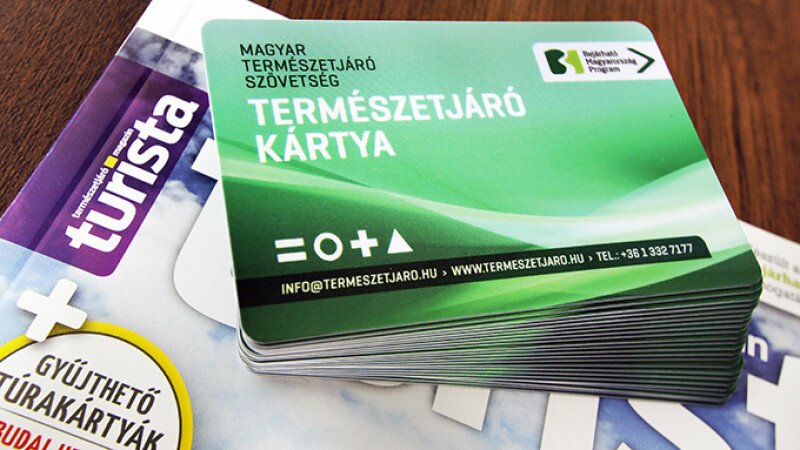 MAGYAR
TERMÉSZETJÁRÓ
SZÖVETSÉG
TERMÉSZETJÁRÓ
KÁRTYA
Bejárható
Magyarország
Program
INFO@TERMESZETJARO.HU › WWW.TERMESZETJARO.HU › TEL.: +36 1 332 7177
természetjáró magazin
turista
GYŰJTHETŐ
TÚRAKÁRTYÁK